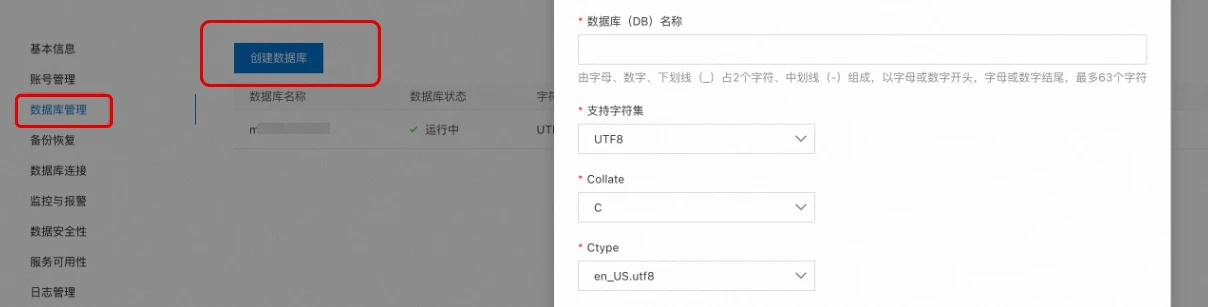 基本信息
账号管理
数据库管理
备份恢复
数据库连接
监控与报警
数据安全性
服务可用性
日志管理
创建数据库
数据库名称 数据库状态 字符
运行中 UTI
* 数据库（DB）名称
由字母、数字、下划线（_）占2个字符、中划线（-）组成，以字母或数字开头，字母或数字结尾，最多63个字符
* 支持字符集
UTF8
* Collate
C
* Ctype
en_US.utf8